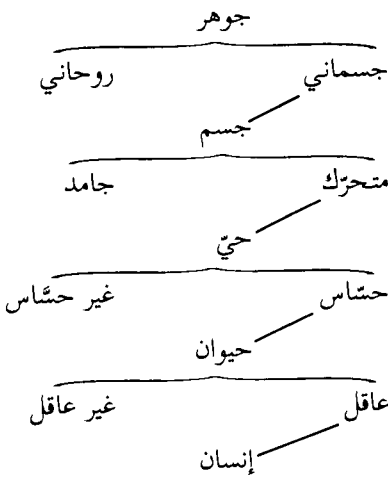 جوهر
جسماني روحاني
جسم
متحرّك جامد
حيّ
حسّاس غير حسَّاس
حيوان
عاقل غير عاقل
إنسان